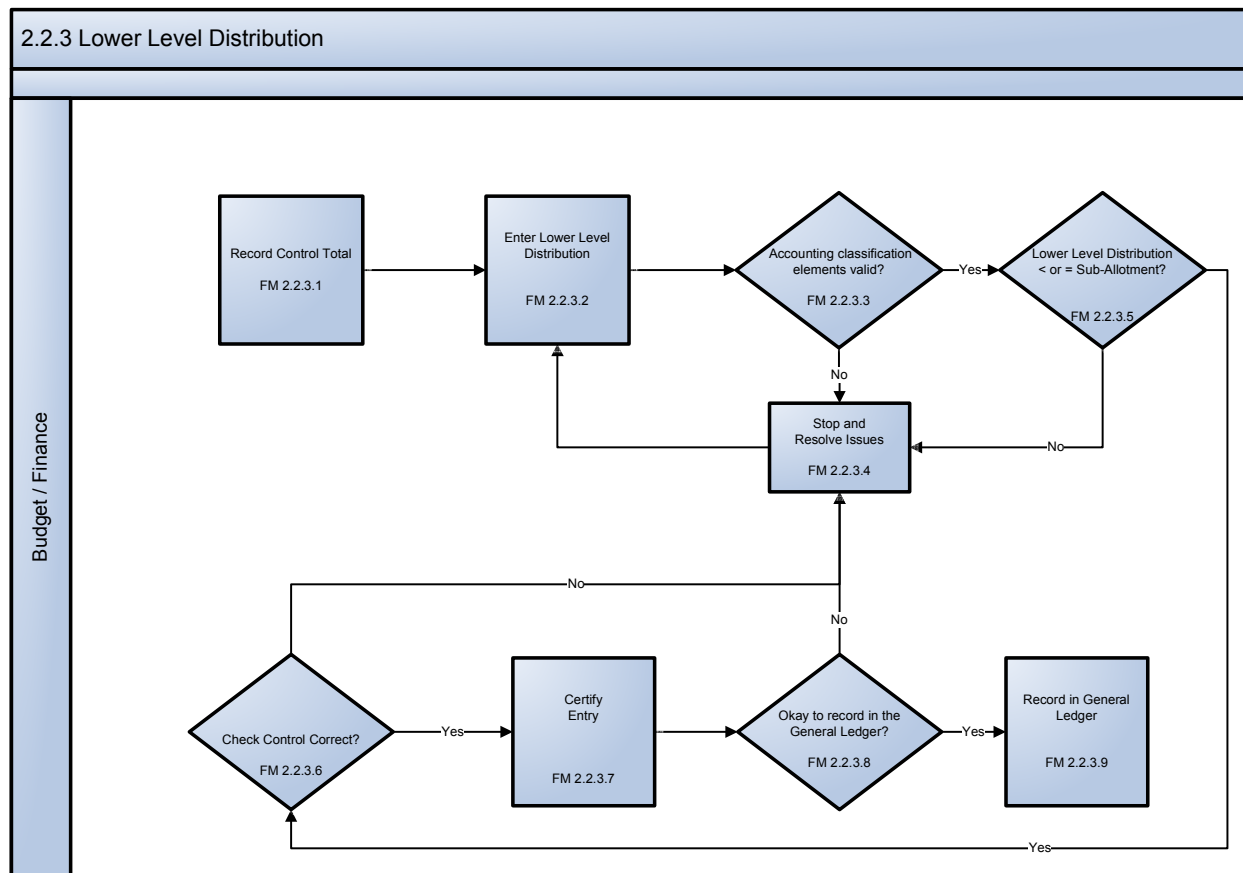 2.2.3 Lower Level Distribution
Budget / Finance
Record Control Total
FM 2.2.3.1
Enter Lower Level
Distribution
FM 2.2.3.2
Accounting classification
elements valid?
FM 2.2.3.3
Yes
Lower Level Distribution
< or = Sub-Allotment?
FM 2.2.3.5
No
Stop and
Resolve Issues
FM 2.2.3.4
No
No
No
Check Control Correct?
FM 2.2.3.6
Yes
Certify
Entry
FM 2.2.3.7
Okay to record in the
General Ledger?
FM 2.2.3.8
Yes
Record in General
Ledger
FM 2.2.3.9
Yes